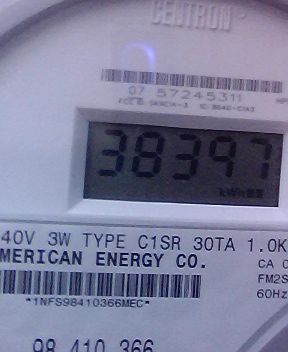 CENTRON
07 57245311
38397
kWh
40V 3W TYPE C1SR 30TA 1.0K
MERICAN ENERGY CO.
CA 0
FM2S
60Hz
*1NFS98410366MEC*
98 410 366